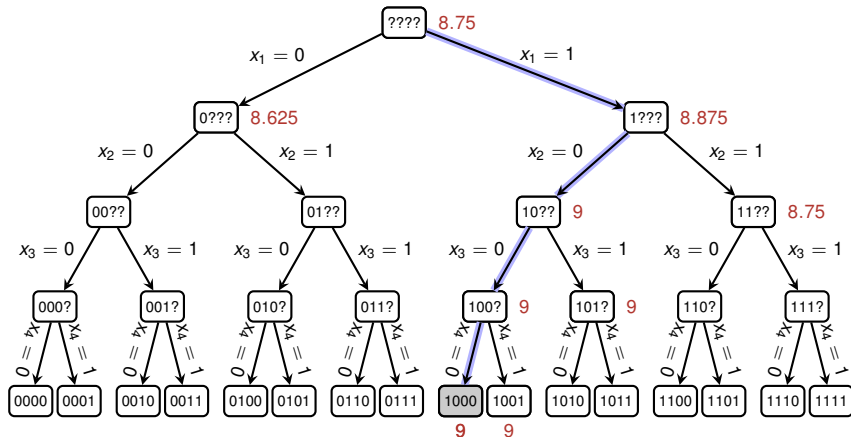 ???? 8.75
x₁ = 0 x₁ = 1
0??? 8.625 1??? 8.875
x₂ = 0 x₂ = 1 x₂ = 0 x₂ = 1
00?? 01?? 10?? 9 11?? 8.75
x₃ = 0 x₃ = 1 x₃ = 0 x₃ = 1 x₃ = 0 x₃ = 1 x₃ = 0 x₃ = 1
000? 001? 010? 011? 100? 9 101? 9 110? 111?
x₄ = 0 x₄ = 1 x₄ = 0 x₄ = 1 x₄ = 0 x₄ = 1 x₄ = 0 x₄ = 1 x₄ = 0 x₄ = 1 x₄ = 0 x₄ = 1 x₄ = 0 x₄ = 1 x₄ = 0 x₄ = 1
0000 0001 0010 0011 0100 0101 0110 0111 1000 1001 1010 1011 1100 1101 1110 1111
9 9